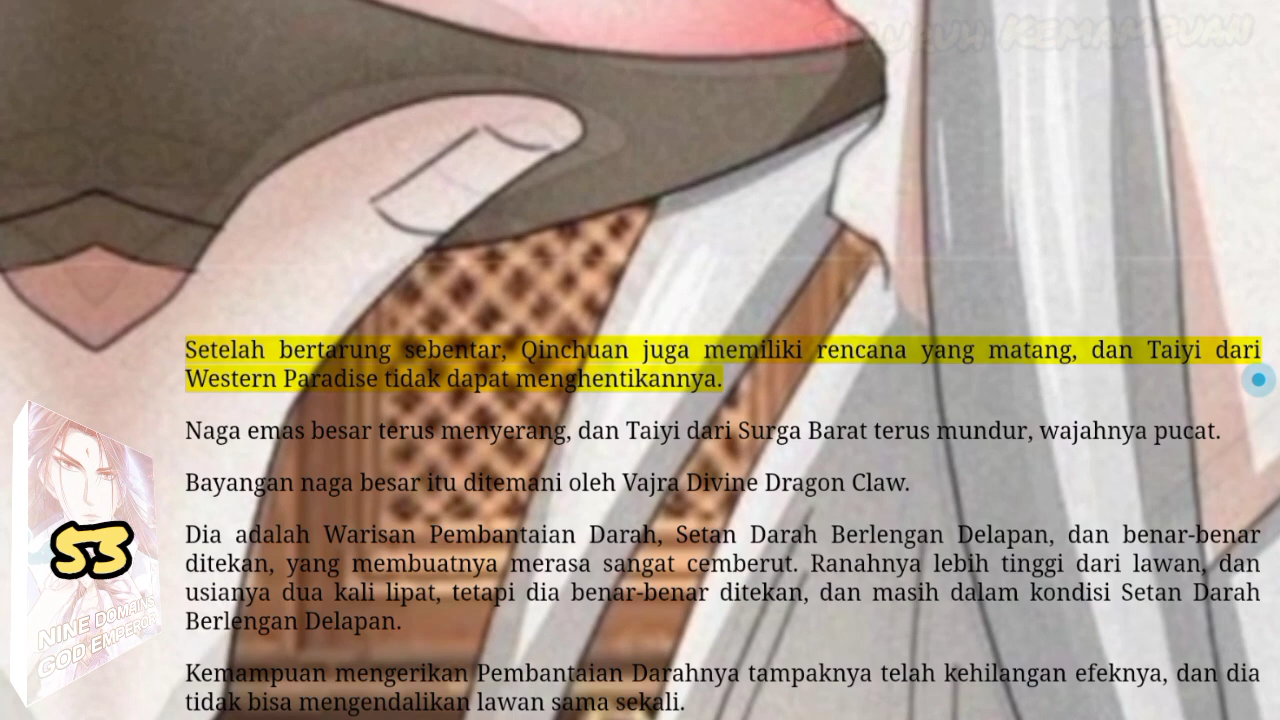 KEMAMPUAN
Setelah bertarung sebentar, Qinchuan juga memiliki rencana yang matang, dan Taiyi dari
Western Paradise tidak dapat menghentikannya.
Naga emas besar terus menyerang, dan Taiyi dari Surga Barat terus mundur, wajahnya pucat.
Bayangan naga besar itu ditemani oleh Vajra Divine Dragon Claw.
Dia adalah Warisan Pembantaian Darah, Setan Darah Berlengan Delapan, dan benar-benar
ditekan, yang membuatnya merasa sangat cemberut. Ranahnya lebih tinggi dari lawan, dan
usianya dua kali lipat, tetapi dia benar-benar ditekan, dan masih dalam kondisi Setan Darah
Berlengan Delapan.
Kemampuan mengerikan Pembantaian Darahnya tampaknya telah kehilangan efeknya, dan dia
tidak bisa mengendalikan lawan sama sekali.
53
NINE DOMAINS
GOD EMPEROR